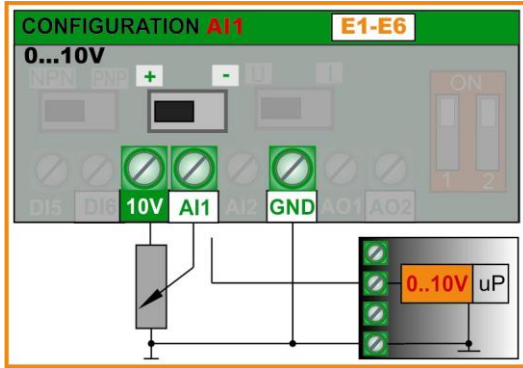 CONFIGURATION AI1 E1-E6
0...10V
NPN PNP + - U I
ON
1 2
DI5 DI6 10V AI1 AI2 GND AO1 AO2
0..10V uP